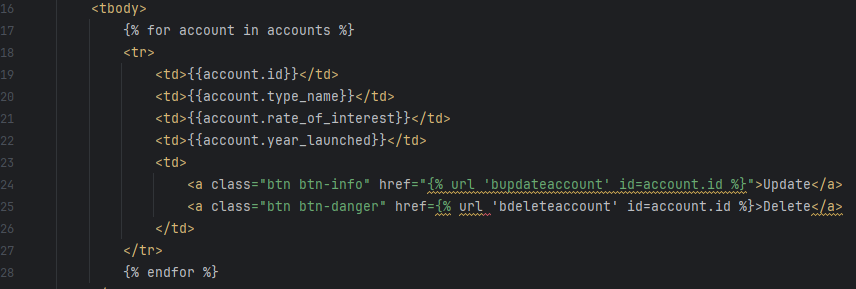 16 <tbody>
17 {% for account in accounts %}
18 <tr>
19 <td>{{account.id}}</td>
20 <td>{{account.type_name}}</td>
21 <td>{{account.rate_of_interest}}</td>
22 <td>{{account.year_launched}}</td>
23 <td>
24 <a class="btn btn-info" href="{% url 'bupdateaccount' id=account.id %}">Update</a>
25 <a class="btn btn-danger" href={% url 'bdeleteaccount' id=account.id %}>Delete</a>
26 </td>
27 </tr>
28 {% endfor %}